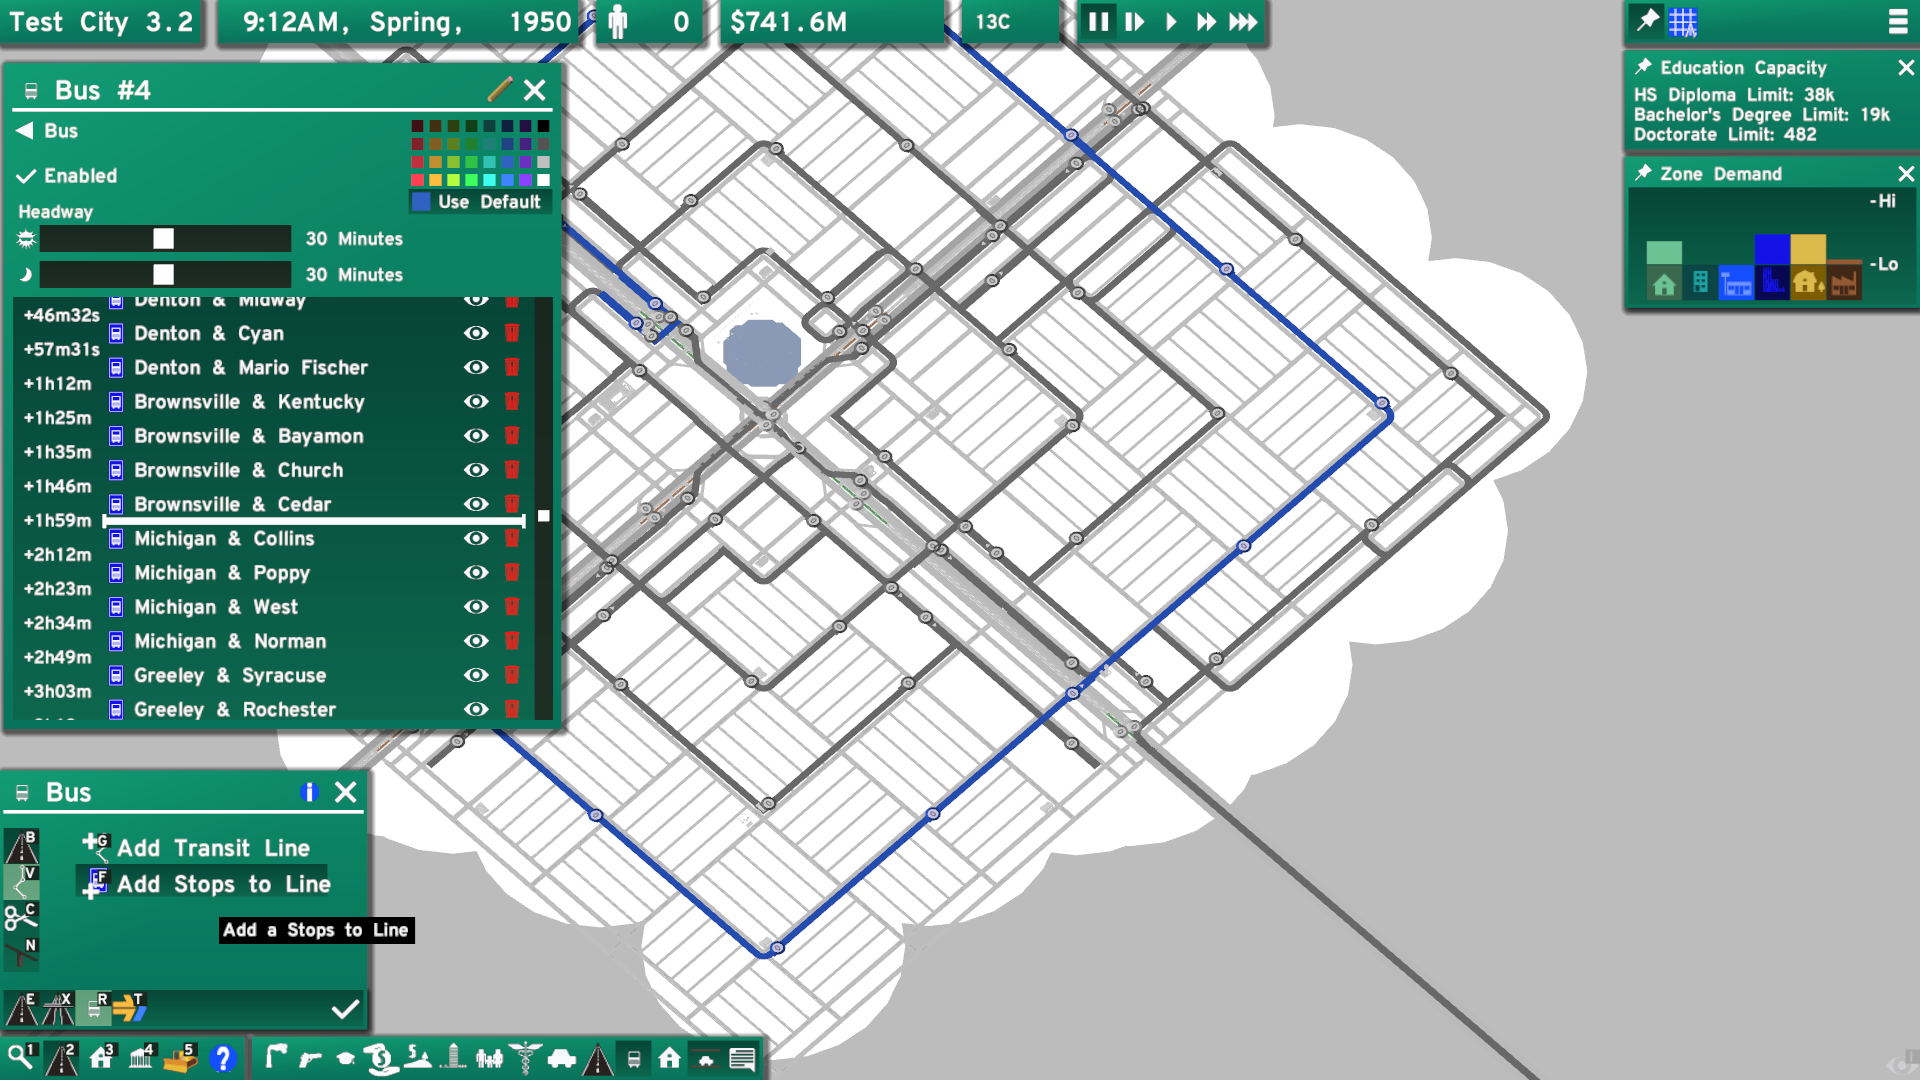 Test City 3.2
9:12AM, Spring, 1950
0
$741.6M
13C
Bus #4
Bus
Enabled
Use Default
Headway
30 Minutes
30 Minutes
Denton & Midway
+46m32s
Denton & Cyan
+57m31s
Denton & Mario Fischer
+1h12m
Brownsville & Kentucky
+1h25m
Brownsville & Bayamon
+1h35m
Brownsville & Church
+1h46m
Brownsville & Cedar
+1h59m
Michigan & Collins
+2h12m
Michigan & Poppy
+2h23m
Michigan & West
+2h34m
Michigan & Norman
+2h49m
Greeley & Syracuse
+3h03m
Greeley & Rochester
Education Capacity
HS Diploma Limit: 38k
Bachelor's Degree Limit: 19k
Doctorate Limit: 482
Zone Demand
-Hi
-Lo
Bus
i
B
V
C
N
G
Add Transit Line
F
Add Stops to Line
Add a Stops to Line
E X R T
1 2 3 4 5 ?